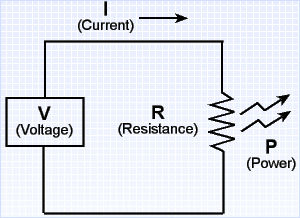 I
(Current)
V
(Voltage)
R
(Resistance)
P
(Power)